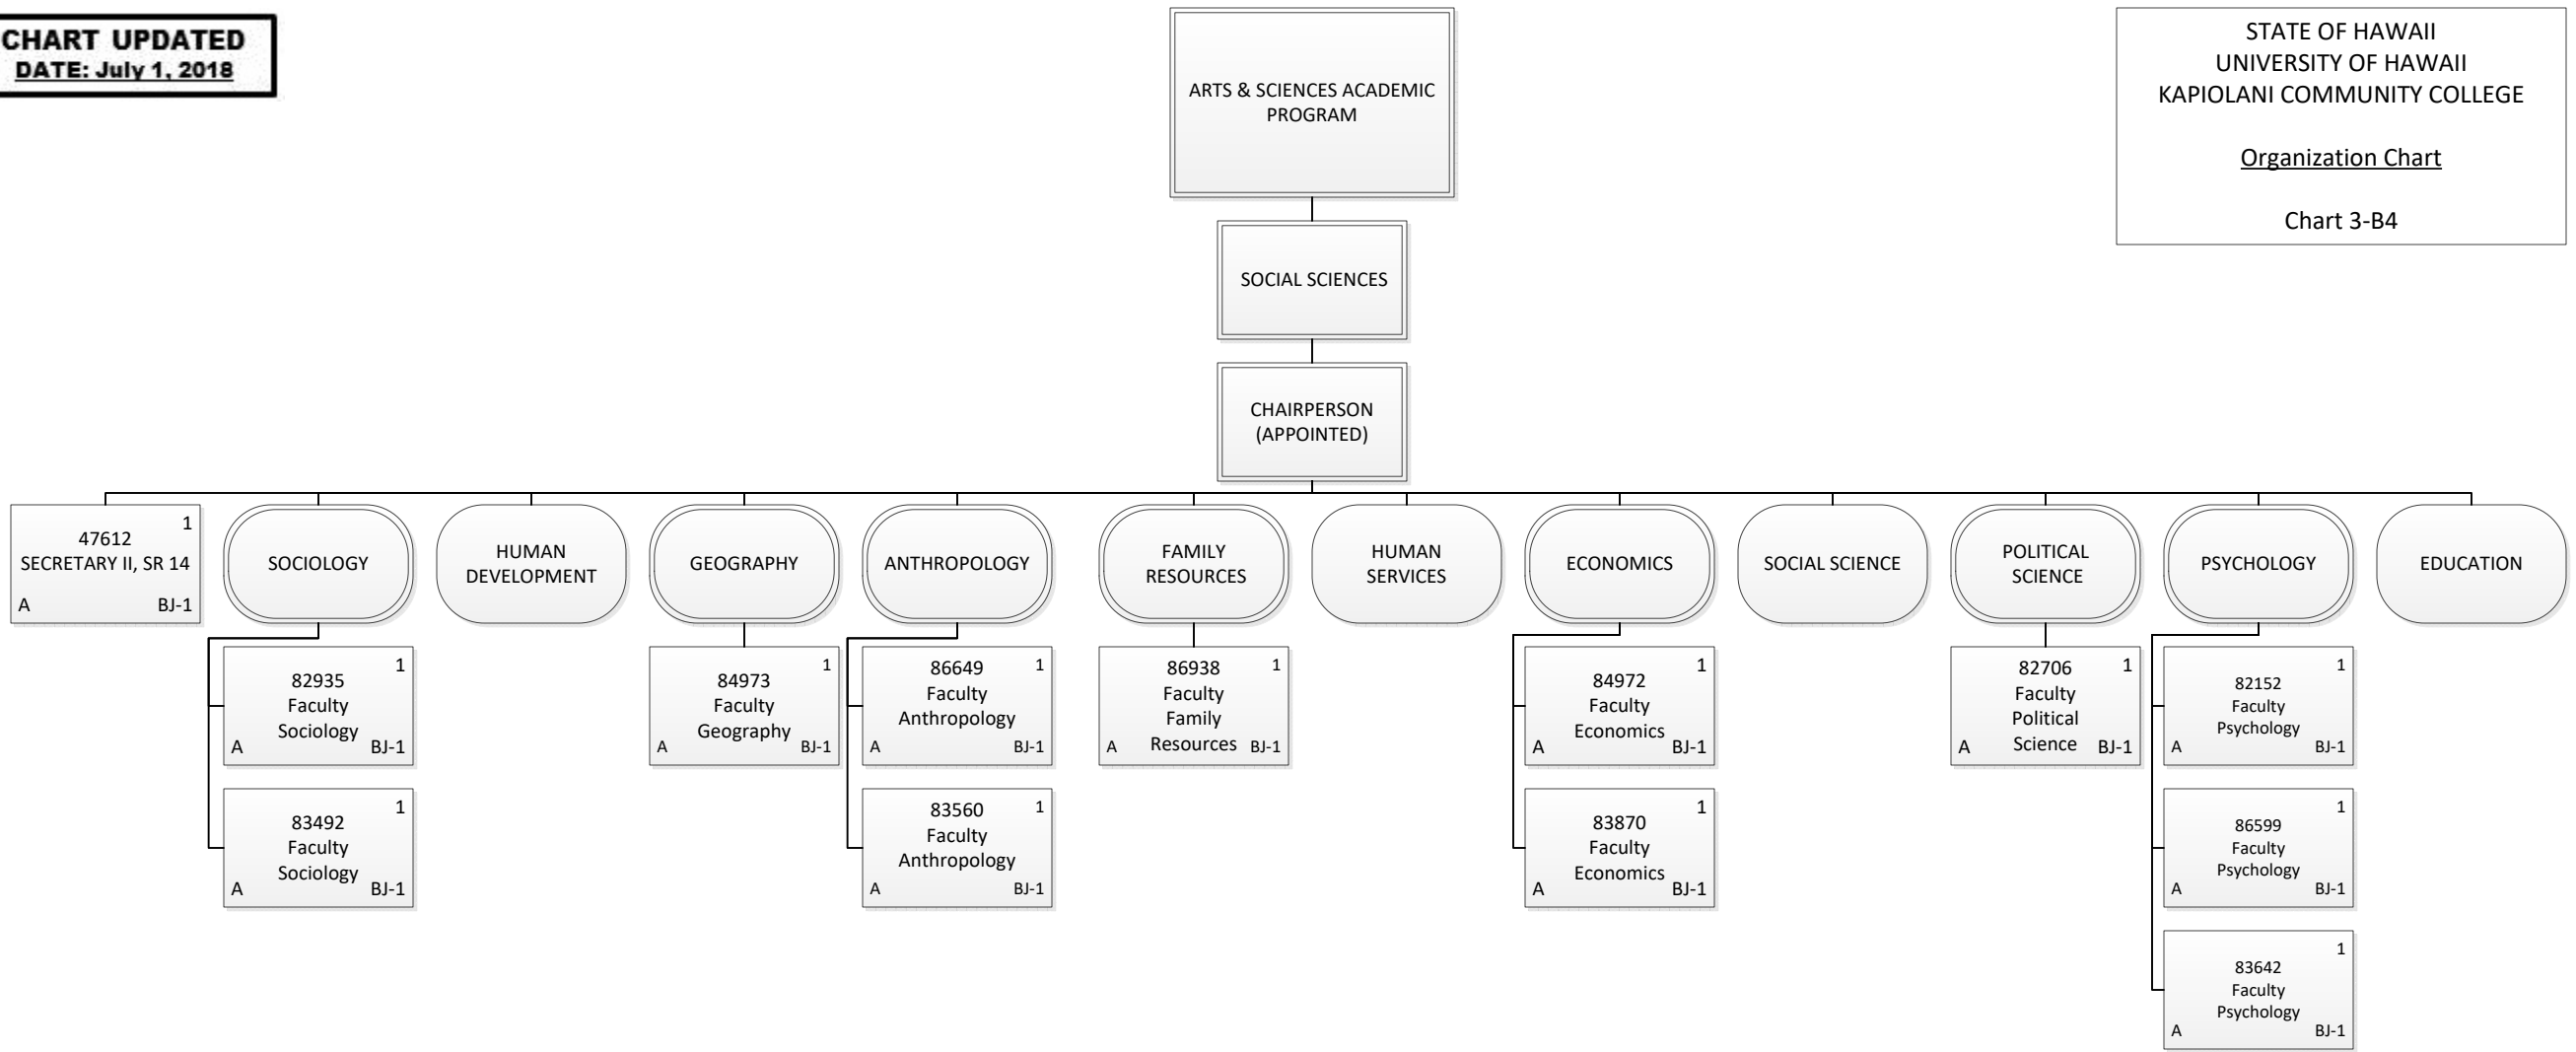 CHART UPDATED
DATE: July 1, 2018
ARTS & SCIENCES ACADEMIC
PROGRAM
STATE OF HAWAII
UNIVERSITY OF HAWAII
KAPIOLANI COMMUNITY COLLEGE
Organization Chart
Chart 3-B4
SOCIAL SCIENCES
CHAIRPERSON
(APPOINTED)
1
47612
SECRETARY II, SR 14
A BJ-1
SOCIOLOGY
HUMAN
DEVELOPMENT
GEOGRAPHY
ANTHROPOLOGY
FAMILY
RESOURCES
HUMAN
SERVICES
ECONOMICS
SOCIAL SCIENCE
POLITICAL
SCIENCE
PSYCHOLOGY
EDUCATION
1
82935
Faculty
Sociology
A BJ-1
1
84973
Faculty
Geography
A BJ-1
1
86649
Faculty
Anthropology
A BJ-1
1
86938
Faculty
Family
Resources
A BJ-1
1
84972
Faculty
Economics
A BJ-1
1
82706
Faculty
Political
Science
A BJ-1
1
82152
Faculty
Psychology
A BJ-1
1
83492
Faculty
Sociology
A BJ-1
1
83560
Faculty
Anthropology
A BJ-1
1
83870
Faculty
Economics
A BJ-1
1
86599
Faculty
Psychology
A BJ-1
1
83642
Faculty
Psychology
A BJ-1